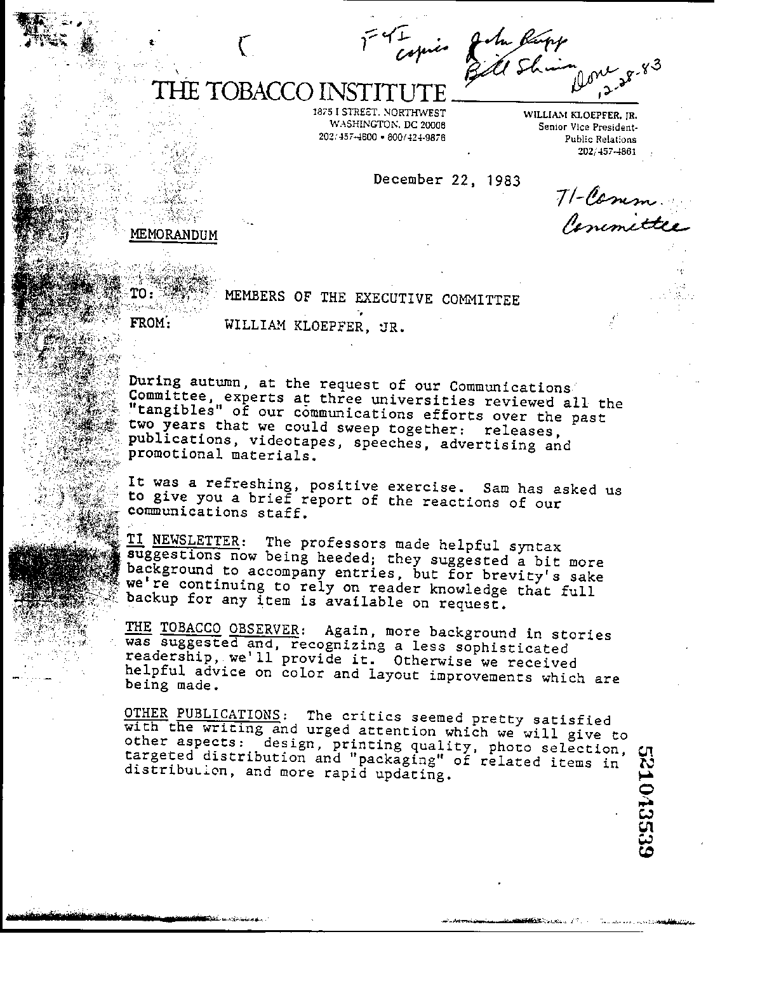 FYI
copies John Rupp
Bill Shinn
Done
12-28-83
THE TOBACCO INSTITUTE
1875 I STREET, NORTHWEST
WASHINGTON, DC 20006
202/457-4800 • 800/424-9876
WILLIAM KLOEPFER, JR.
Senior Vice President-
Public Relations
202/457-4861
December 22, 1983
TI-Comm.
Committee
MEMORANDUM
TO: MEMBERS OF THE EXECUTIVE COMMITTEE
FROM: WILLIAM KLOEPFER, JR.
During autumn, at the request of our Communications
Committee, experts at three universities reviewed all the
"tangibles" of our communications efforts over the past
two years that we could sweep together: releases,
publications, videotapes, speeches, advertising and
promotional materials.
It was a refreshing, positive exercise. Sam has asked us
to give you a brief report of the reactions of our
communications staff.
TI NEWSLETTER: The professors made helpful syntax
suggestions now being heeded; they suggested a bit more
background to accompany entries, but for brevity's sake
we're continuing to rely on reader knowledge that full
backup for any item is available on request.
THE TOBACCO OBSERVER: Again, more background in stories
was suggested and, recognizing a less sophisticated
readership, we'll provide it. Otherwise we received
helpful advice on color and layout improvements which are
being made.
OTHER PUBLICATIONS: The critics seemed pretty satisfied
with the writing and urged attention which we will give to
other aspects: design, printing quality, photo selection,
targeted distribution and "packaging" of related items in
distribution, and more rapid updating.
521043539